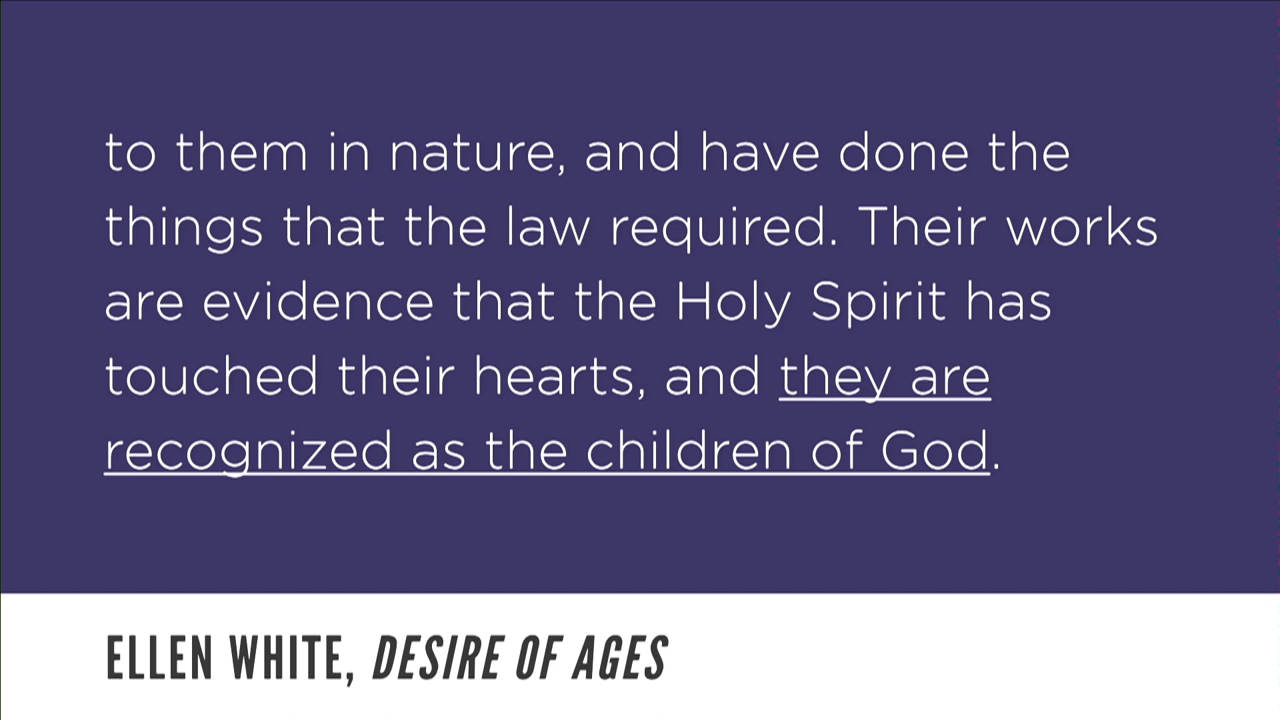 to them in nature, and have done the
things that the law required. Their works
are evidence that the Holy Spirit has
touched their hearts, and they are
recognized as the children of God.
ELLEN WHITE, DESIRE OF AGES